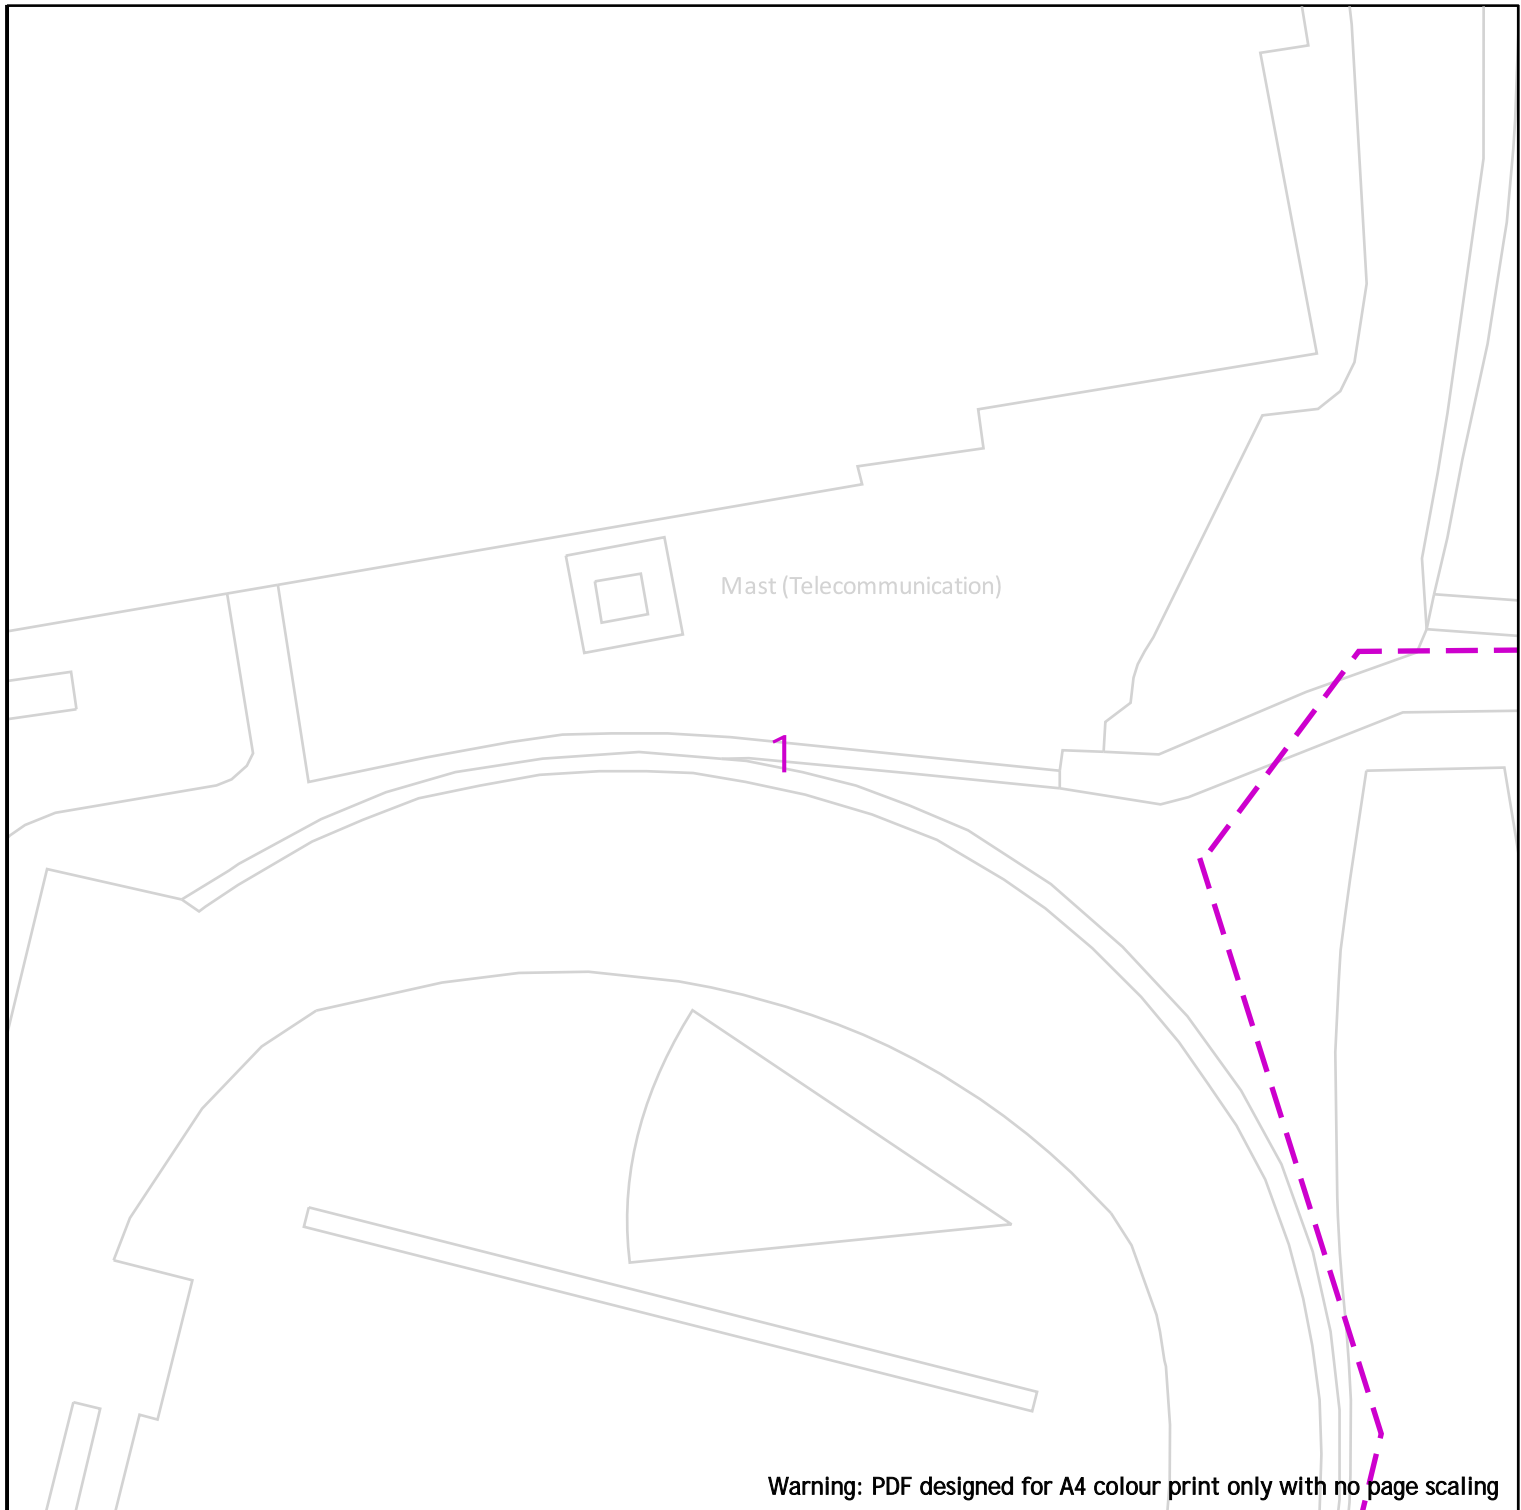 Mast (Telecommunication)
1
Warning: PDF designed for A4 colour print only with no page scaling